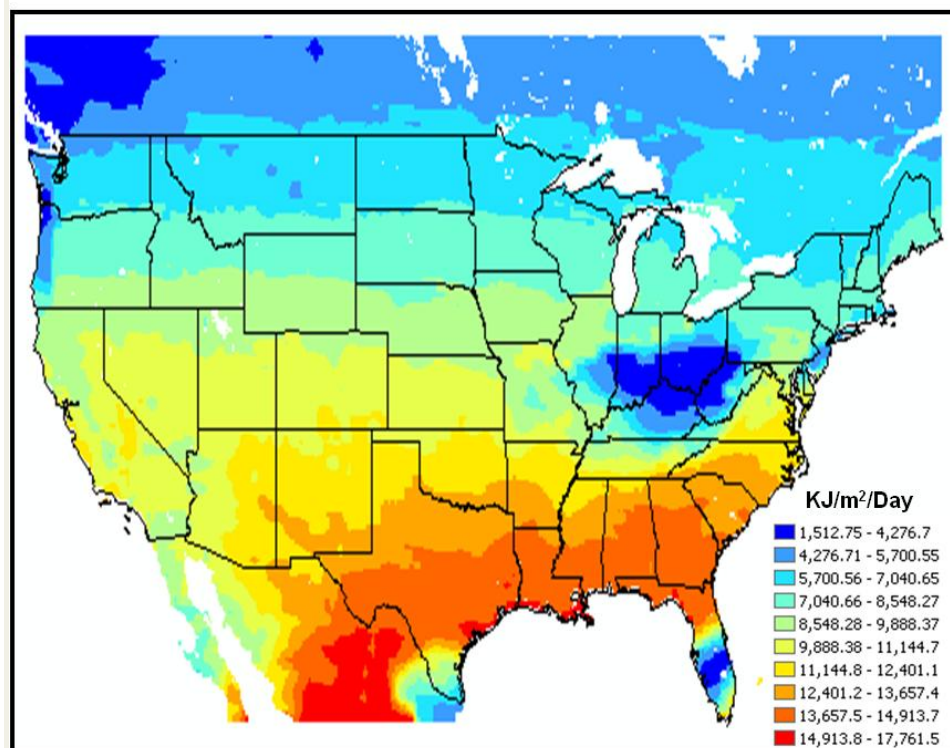 KJ/m²/Day
1,512.75 - 4,276.7
4,276.71 - 5,700.55
5,700.56 - 7,040.65
7,040.66 - 8,548.27
8,548.28 - 9,888.37
9,888.38 - 11,144.7
11,144.8 - 12,401.1
12,401.2 - 13,657.4
13,657.5 - 14,913.7
14,913.8 - 17,761.5